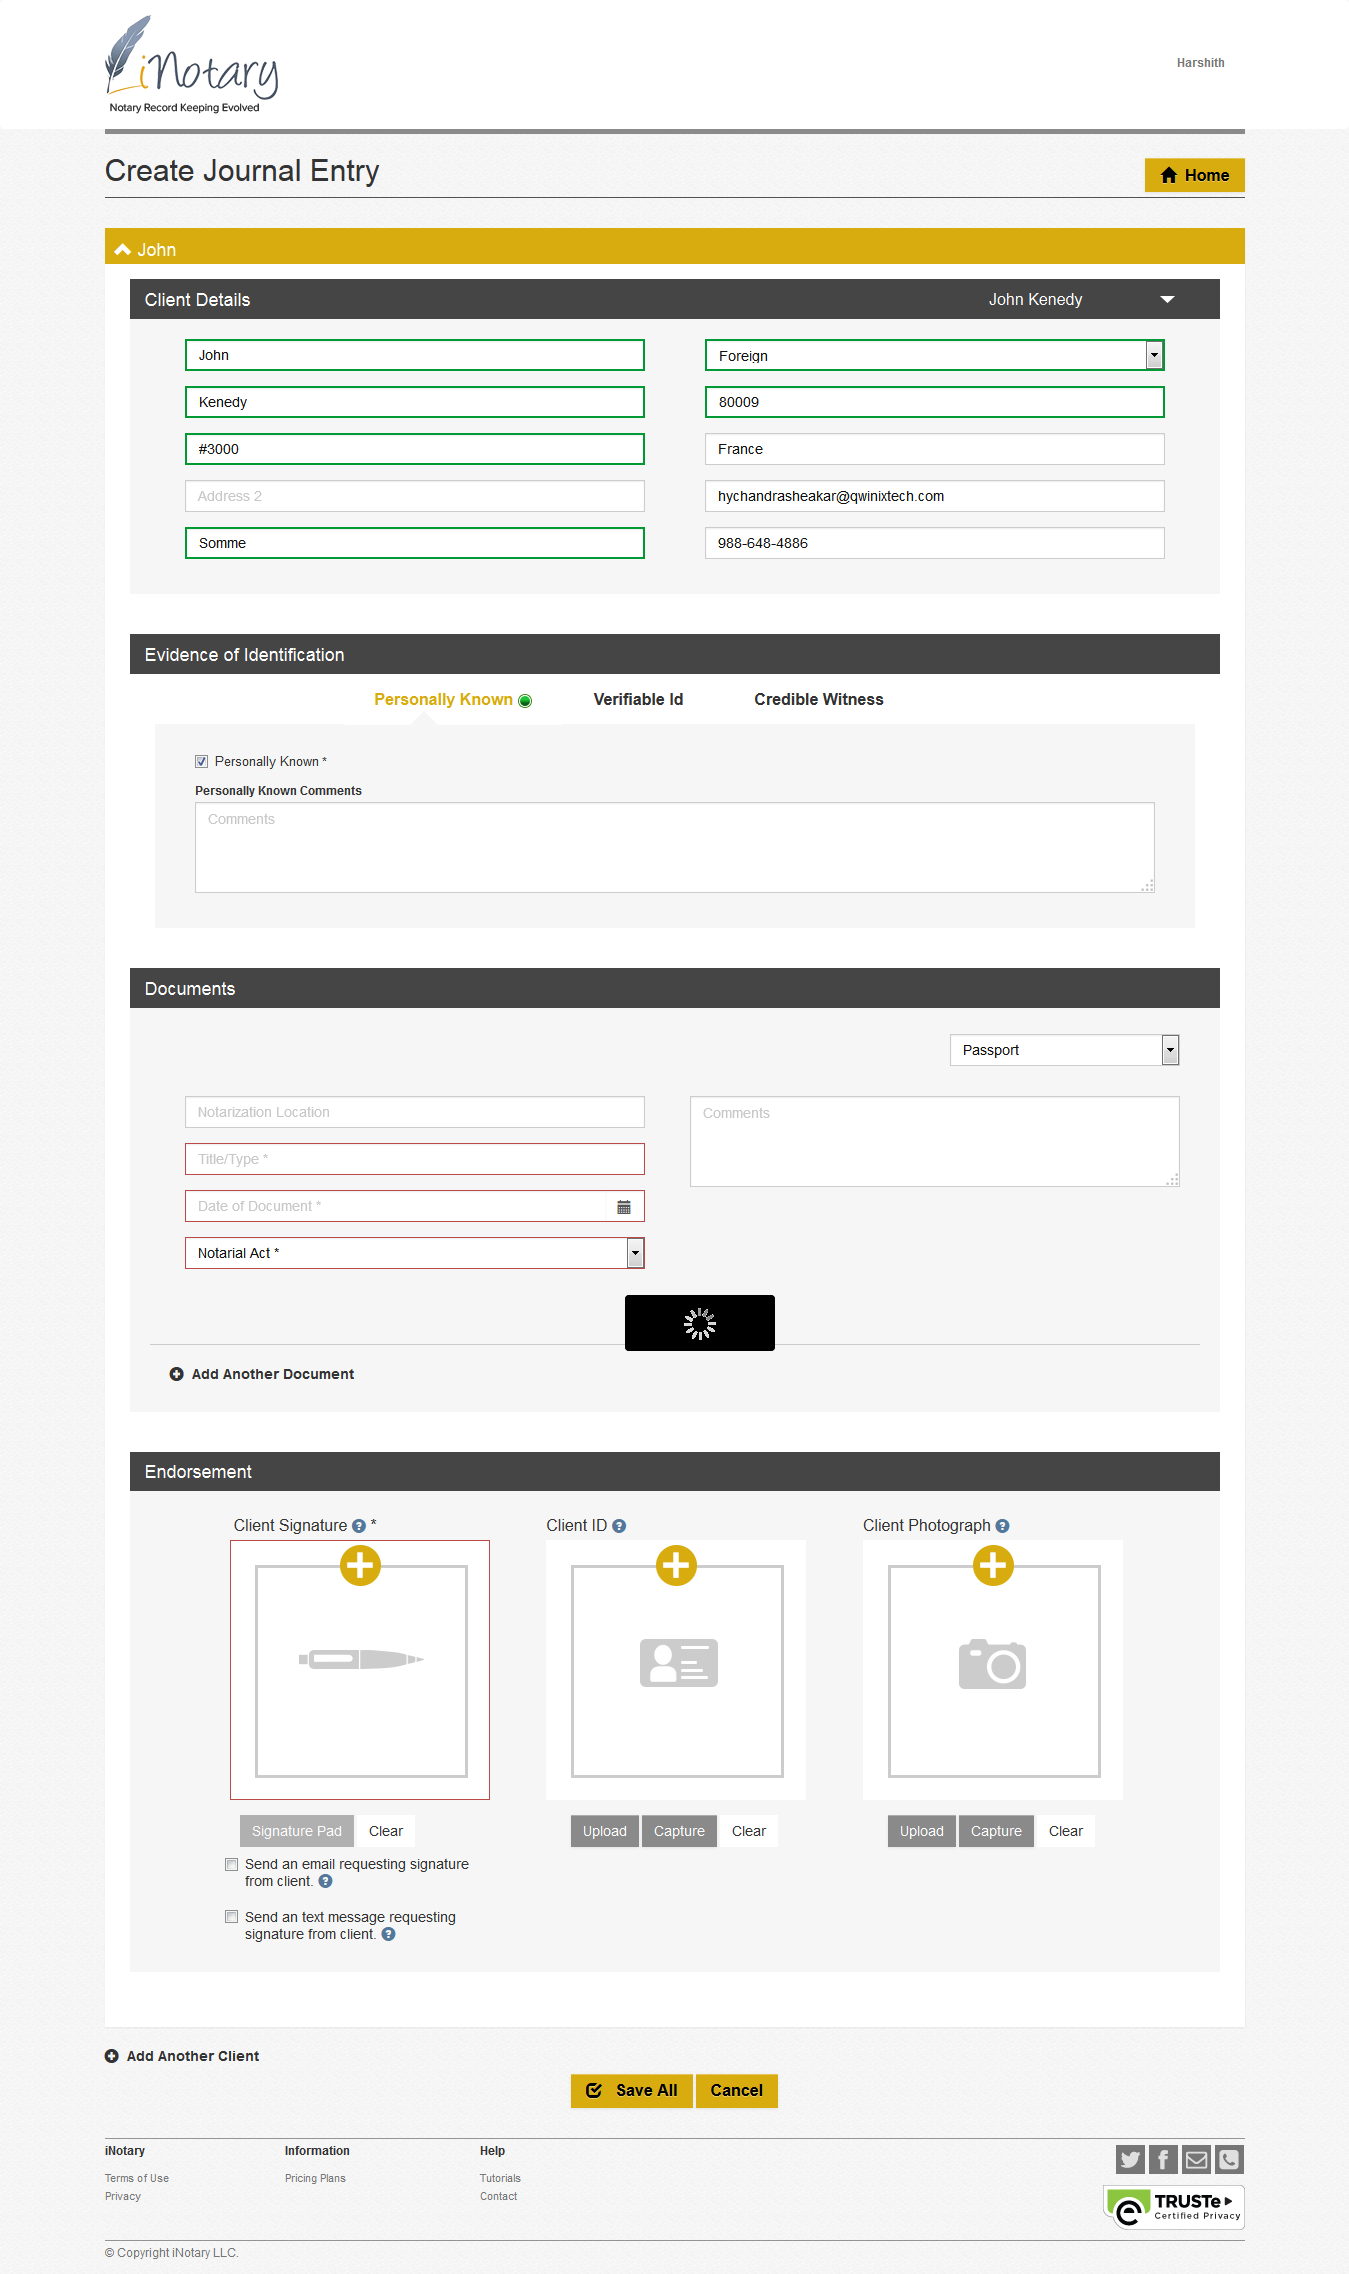 iNotary
Notary Record Keeping Evolved
Harshith
Create Journal Entry
Home
John
Client Details
John Kenedy
John
Foreign
Kenedy
80009
#3000
France
Address 2
hychandrasheakar@qwinixtech.com
Somme
988-648-4886
Evidence of Identification
Personally Known
Verifiable Id
Credible Witness
Personally Known *
Personally Known Comments
Comments
Documents
Passport
Notarization Location
Comments
Title/Type *
Date of Document *
Notarial Act *
Add Another Document
Endorsement
Client Signature ? *
Client ID ?
Client Photograph ?
Signature Pad
Clear
Upload
Capture
Clear
Upload
Capture
Clear
Send an email requesting signature
from client. ?
Send an text message requesting
signature from client. ?
Add Another Client
Save All
Cancel
iNotary
Information
Help
Terms of Use
Pricing Plans
Tutorials
Privacy
Contact
TRUSTe
Certified Privacy
© Copyright iNotary LLC.